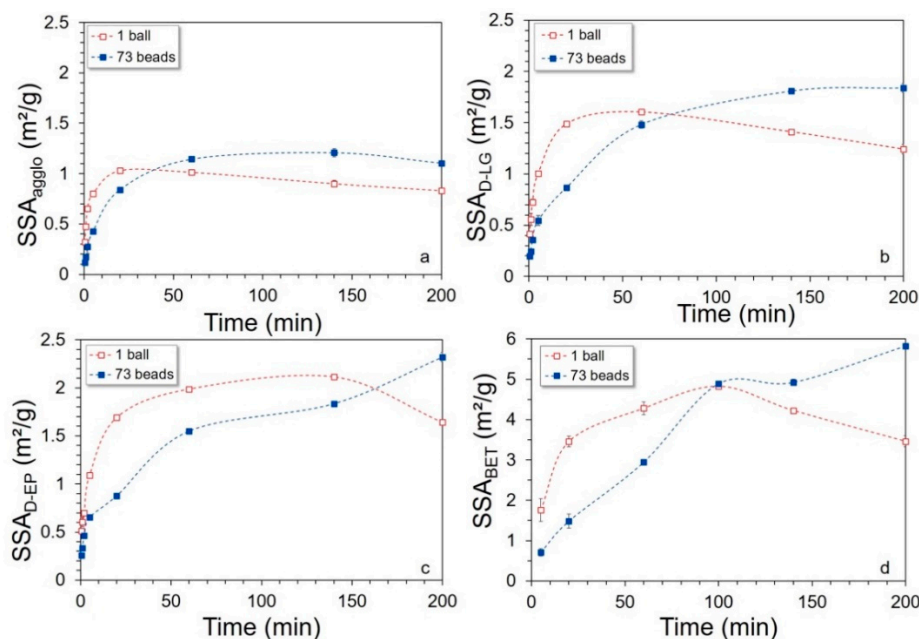 2.5
2
1.5
1
0.5
0
SSAagglo (m²/g)
1 ball
73 beads
a
0 50 100 150 200
Time (min)
2.5
2
1.5
1
0.5
0
SSAD-LG (m²/g)
1 ball
73 beads
b
0 50 100 150 200
Time (min)
2.5
2
1.5
1
0.5
0
SSAD-EP (m²/g)
1 ball
73 beads
c
0 50 100 150 200
Time (min)
6
5
4
3
2
1
0
SSABET (m²/g)
1 ball
73 beads
d
0 50 100 150 200
Time (min)